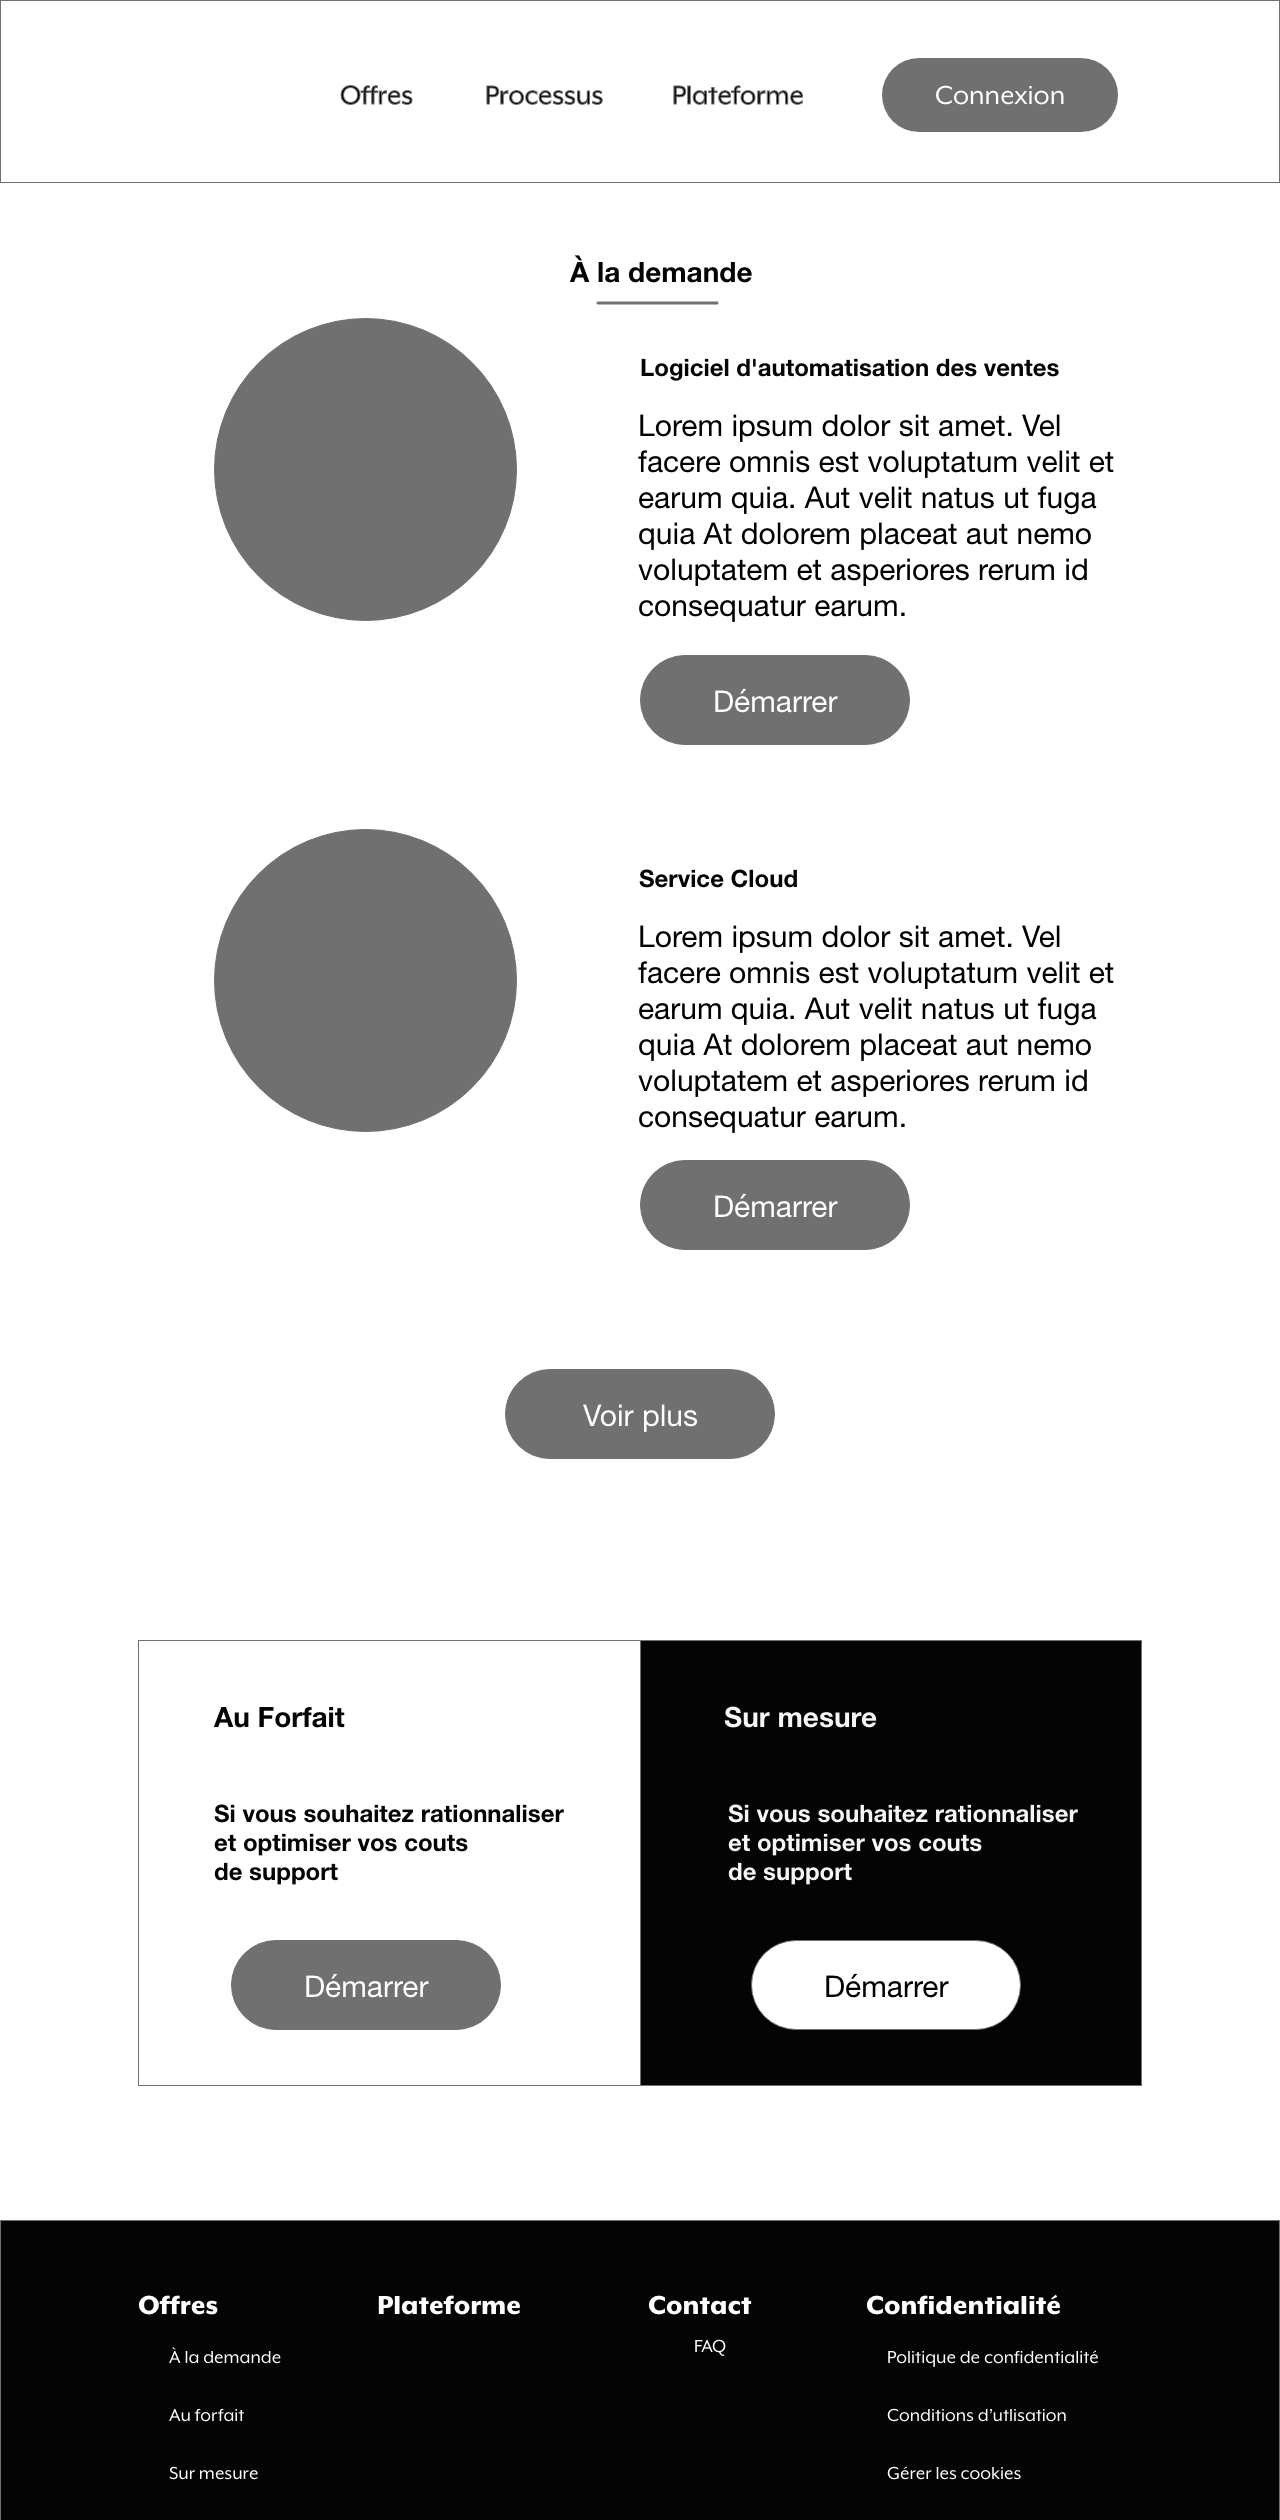 Offres Processus Plateforme Connexion
À la demande
Logiciel d'automatisation des ventes
Lorem ipsum dolor sit amet. Vel
facere omnis est voluptatum velit et
earum quia. Aut velit natus ut fuga
quia At dolorem placeat aut nemo
voluptatem et asperiores rerum id
consequatur earum.
Démarrer
Service Cloud
Lorem ipsum dolor sit amet. Vel
facere omnis est voluptatum velit et
earum quia. Aut velit natus ut fuga
quia At dolorem placeat aut nemo
voluptatem et asperiores rerum id
consequatur earum.
Démarrer
Voir plus
Au Forfait
Si vous souhaitez rationnaliser
et optimiser vos couts
de support
Démarrer
Sur mesure
Si vous souhaitez rationnaliser
et optimiser vos couts
de support
Démarrer
Offres
À la demande
Au forfait
Sur mesure
Plateforme
Contact
FAQ
Confidentialité
Politique de confidentialité
Conditions d’utlisation
Gérer les cookies